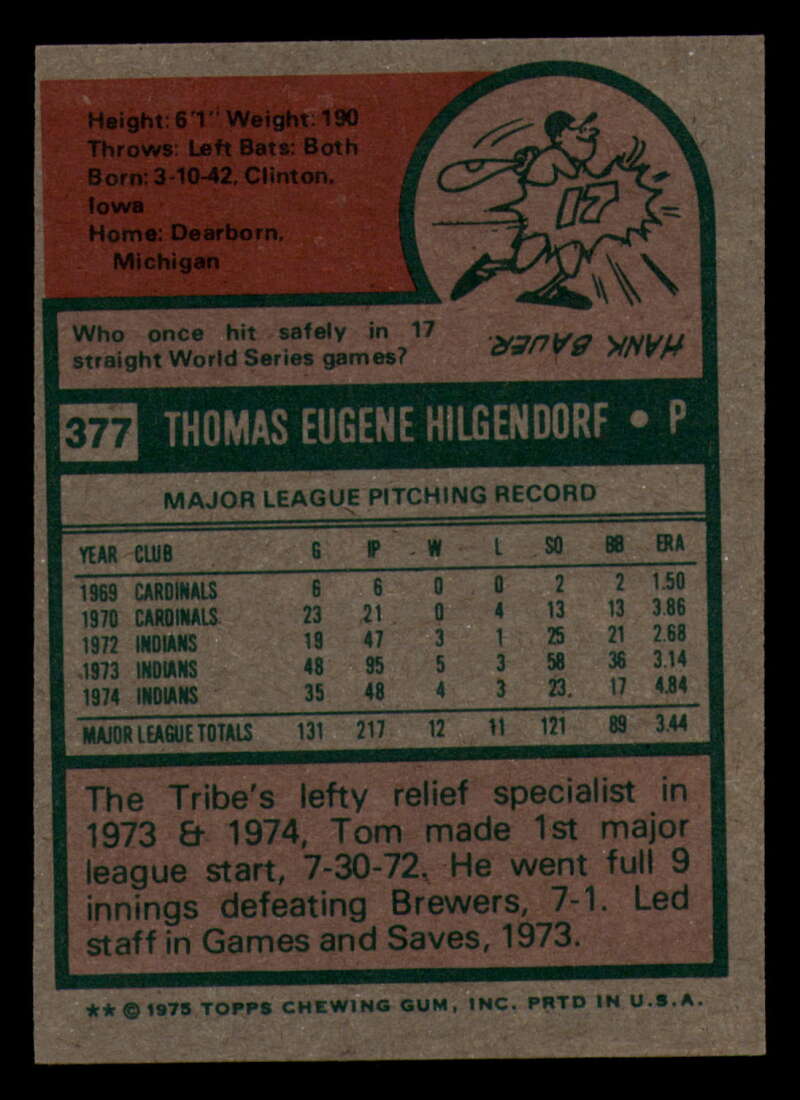 Height: 6'1" Weight: 190
Throws: Left Bats: Both
Born: 3-10-42, Clinton,
Iowa
Home: Dearborn,
Michigan
17
Who once hit safely in 17
straight World Series games?
HANK BAUER.
377 THOMAS EUGENE HILGENDORF • P
MAJOR LEAGUE PITCHING RECORD
YEAR CLUB G IP W L SO BB ERA
1969 CARDINALS 6 6 0 0 2 2 1.50
1970 CARDINALS 23 21 0 4 13 13 3.86
1972 INDIANS 19 47 3 1 25 21 2.68
1973 INDIANS 48 95 5 3 58 36 3.14
1974 INDIANS 35 48 4 3 23 17 4.84
MAJOR LEAGUE TOTALS 131 217 12 11 121 89 3.44
The Tribe's lefty relief specialist in
1973 & 1974, Tom made 1st major
league start, 7-30-72. He went full 9
innings defeating Brewers, 7-1. Led
staff in Games and Saves, 1973.
** © 1975 TOPPS CHEWING GUM, INC. PRTD IN U.S.A.